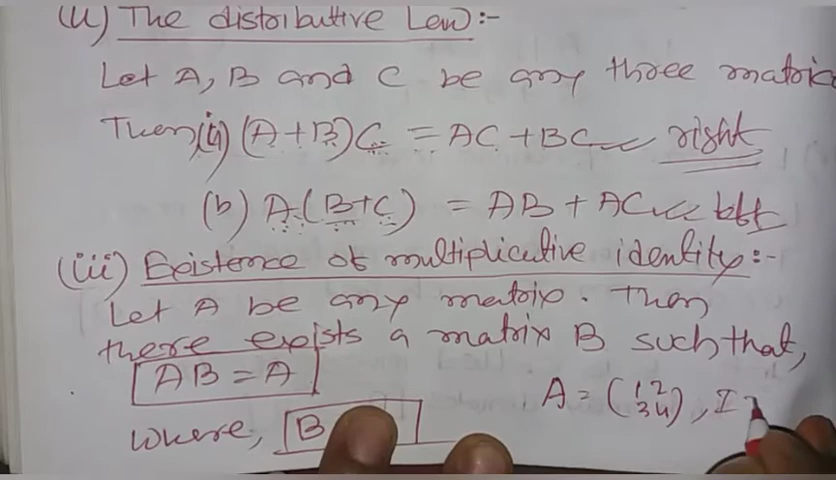 (ii) The distributive Law:-
Let A, B and C be any three matric
Then (a) (A+B)C = AC + BC right
(b) A(B+C) = AB + AC left
(iii) Existence of multiplicative identity:-
Let A be any matrix. Then
there exists a matrix B such that,
AB = A
A = (1 2 3 4), I
where, B